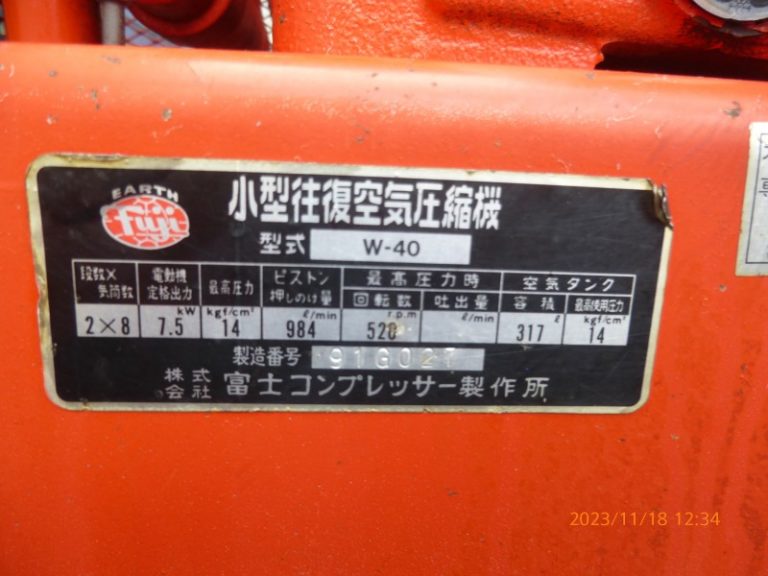 EARTH
fuji
小型往復空気圧縮機
型式 W-40
段数×気筒数 電動機定格出力 最高圧力 ピストン押しのけ量 最高圧力時 空気タンク
回転数 吐出量 容積 最高使用圧力
kW kgf/cm² ℓ/min r.p.m ℓ/min ℓ kgf/cm²
2×8 7.5 14 984 520 317 14
製造番号 91G027
株式会社 富士コンプレッサー製作所
2023/11/18 12:34